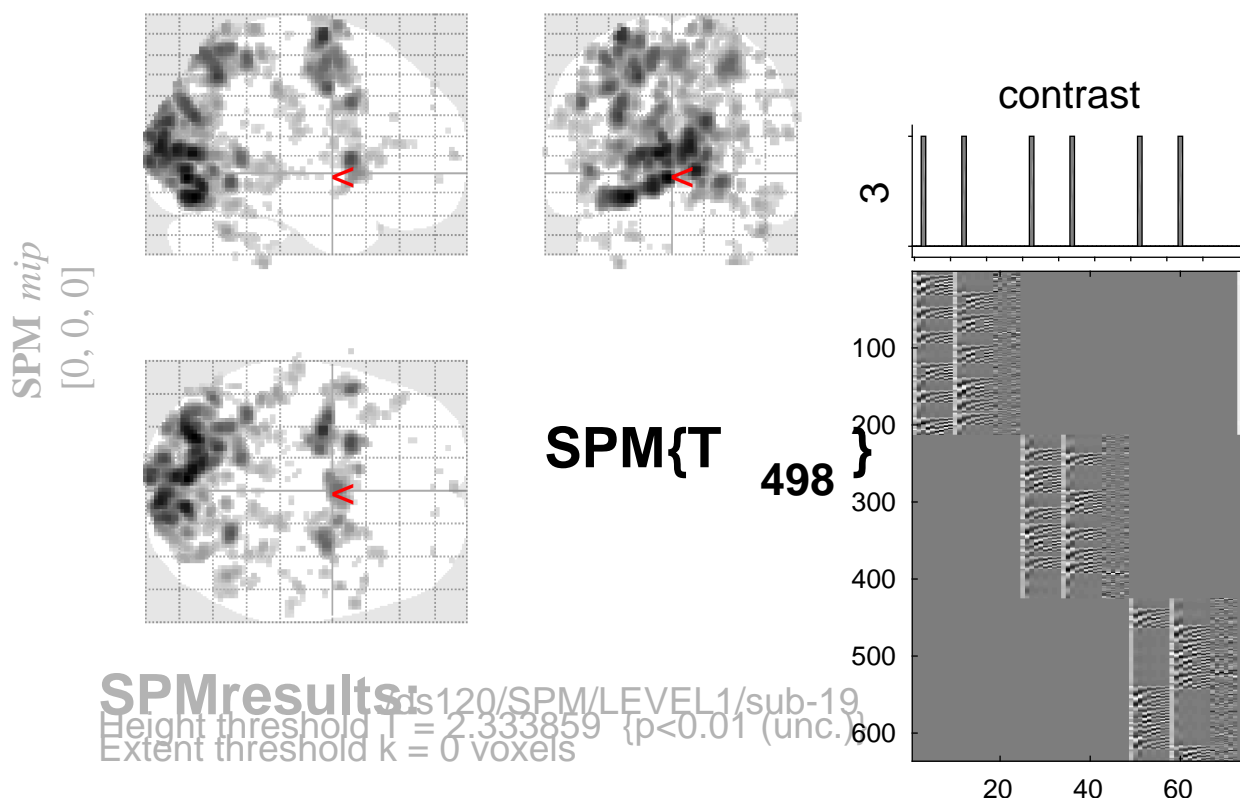 SPM mip
[0, 0, 0]
<
<
<
SPM{T 498 }
contrast
3
100
200
300
400
500
600
20 40 60
SPMresults: /ds120/SPM/LEVEL1/sub-19
Height threshold T = 2.333859 {p<0.01 (unc.)}
Extent threshold k = 0 voxels